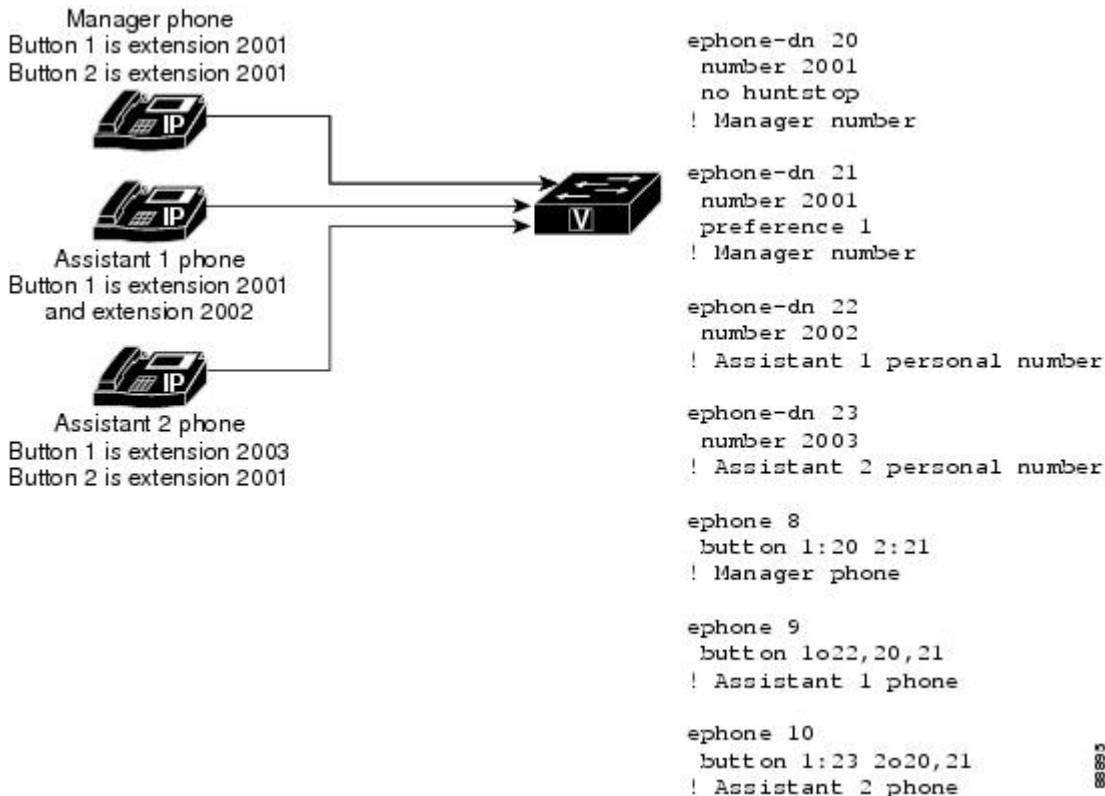 Manager phone
Button 1 is extension 2001
Button 2 is extension 2001
IP
IP
Assistant 1 phone
Button 1 is extension 2001
and extension 2002
IP
Assistant 2 phone
Button 1 is extension 2003
Button 2 is extension 2001
V
ephone-dn 20
number 2001
no huntstop
! Manager number
ephone-dn 21
number 2001
preference 1
! Manager number
ephone-dn 22
number 2002
! Assistant 1 personal number
ephone-dn 23
number 2003
! Assistant 2 personal number
ephone 8
button 1:20 2:21
! Manager phone
ephone 9
button 1o22,20,21
! Assistant 1 phone
ephone 10
button 1:23 2o20,21
! Assistant 2 phone
88895